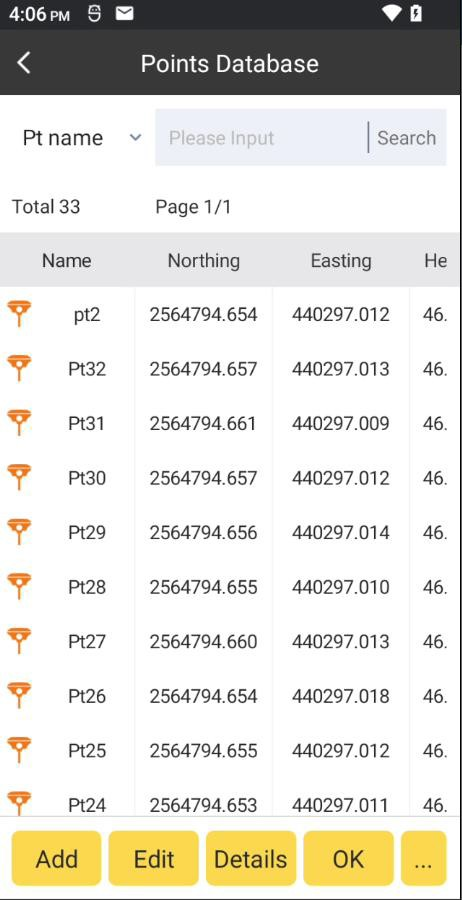 4:06 PM
Points Database
Pt name Please Input Search
Total 33 Page 1/1
Name Northing Easting He
pt2 2564794.654 440297.012 46.
Pt32 2564794.657 440297.013 46.
Pt31 2564794.661 440297.009 46.
Pt30 2564794.657 440297.012 46.
Pt29 2564794.656 440297.014 46.
Pt28 2564794.655 440297.010 46.
Pt27 2564794.660 440297.013 46.
Pt26 2564794.654 440297.018 46.
Pt25 2564794.655 440297.012 46.
Pt24 2564794.653 440297.011 46.
Add Edit Details OK ...